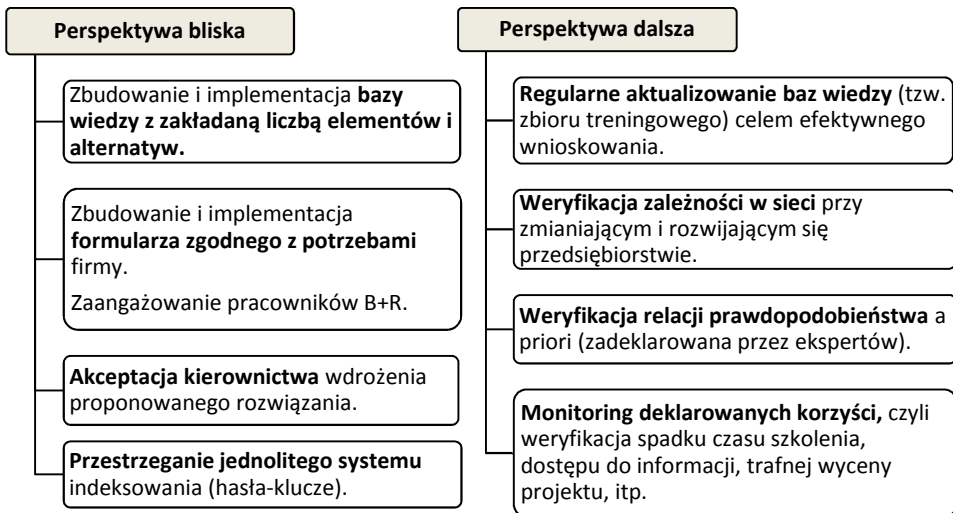 Perspektywa bliska
Zbudowanie i implementacja bazy
wiedzy z zakładaną liczbą elementów i
alternatyw.
Zbudowanie i implementacja
formularza zgodnego z potrzebami
firmy.
Zaangażowanie pracowników B+R.
Akceptacja kierownictwa wdrożenia
proponowanego rozwiązania.
Przestrzeganie jednolitego systemu
indeksowania (hasła-klucze).
Perspektywa dalsza
Regularne aktualizowanie baz wiedzy (tzw.
zbioru treningowego) celem efektywnego
wnioskowania.
Weryfikacja zależności w sieci przy
zmianiającym i rozwijającym się
przedsiębiorstwie.
Weryfikacja relacji prawdopodobieństwa a
priori (zadeklarowana przez ekspertów).
Monitoring deklarowanych korzyści, czyli
weryfikacja spadku czasu szkolenia,
dostępu do informacji, trafnej wyceny
projektu, itp.